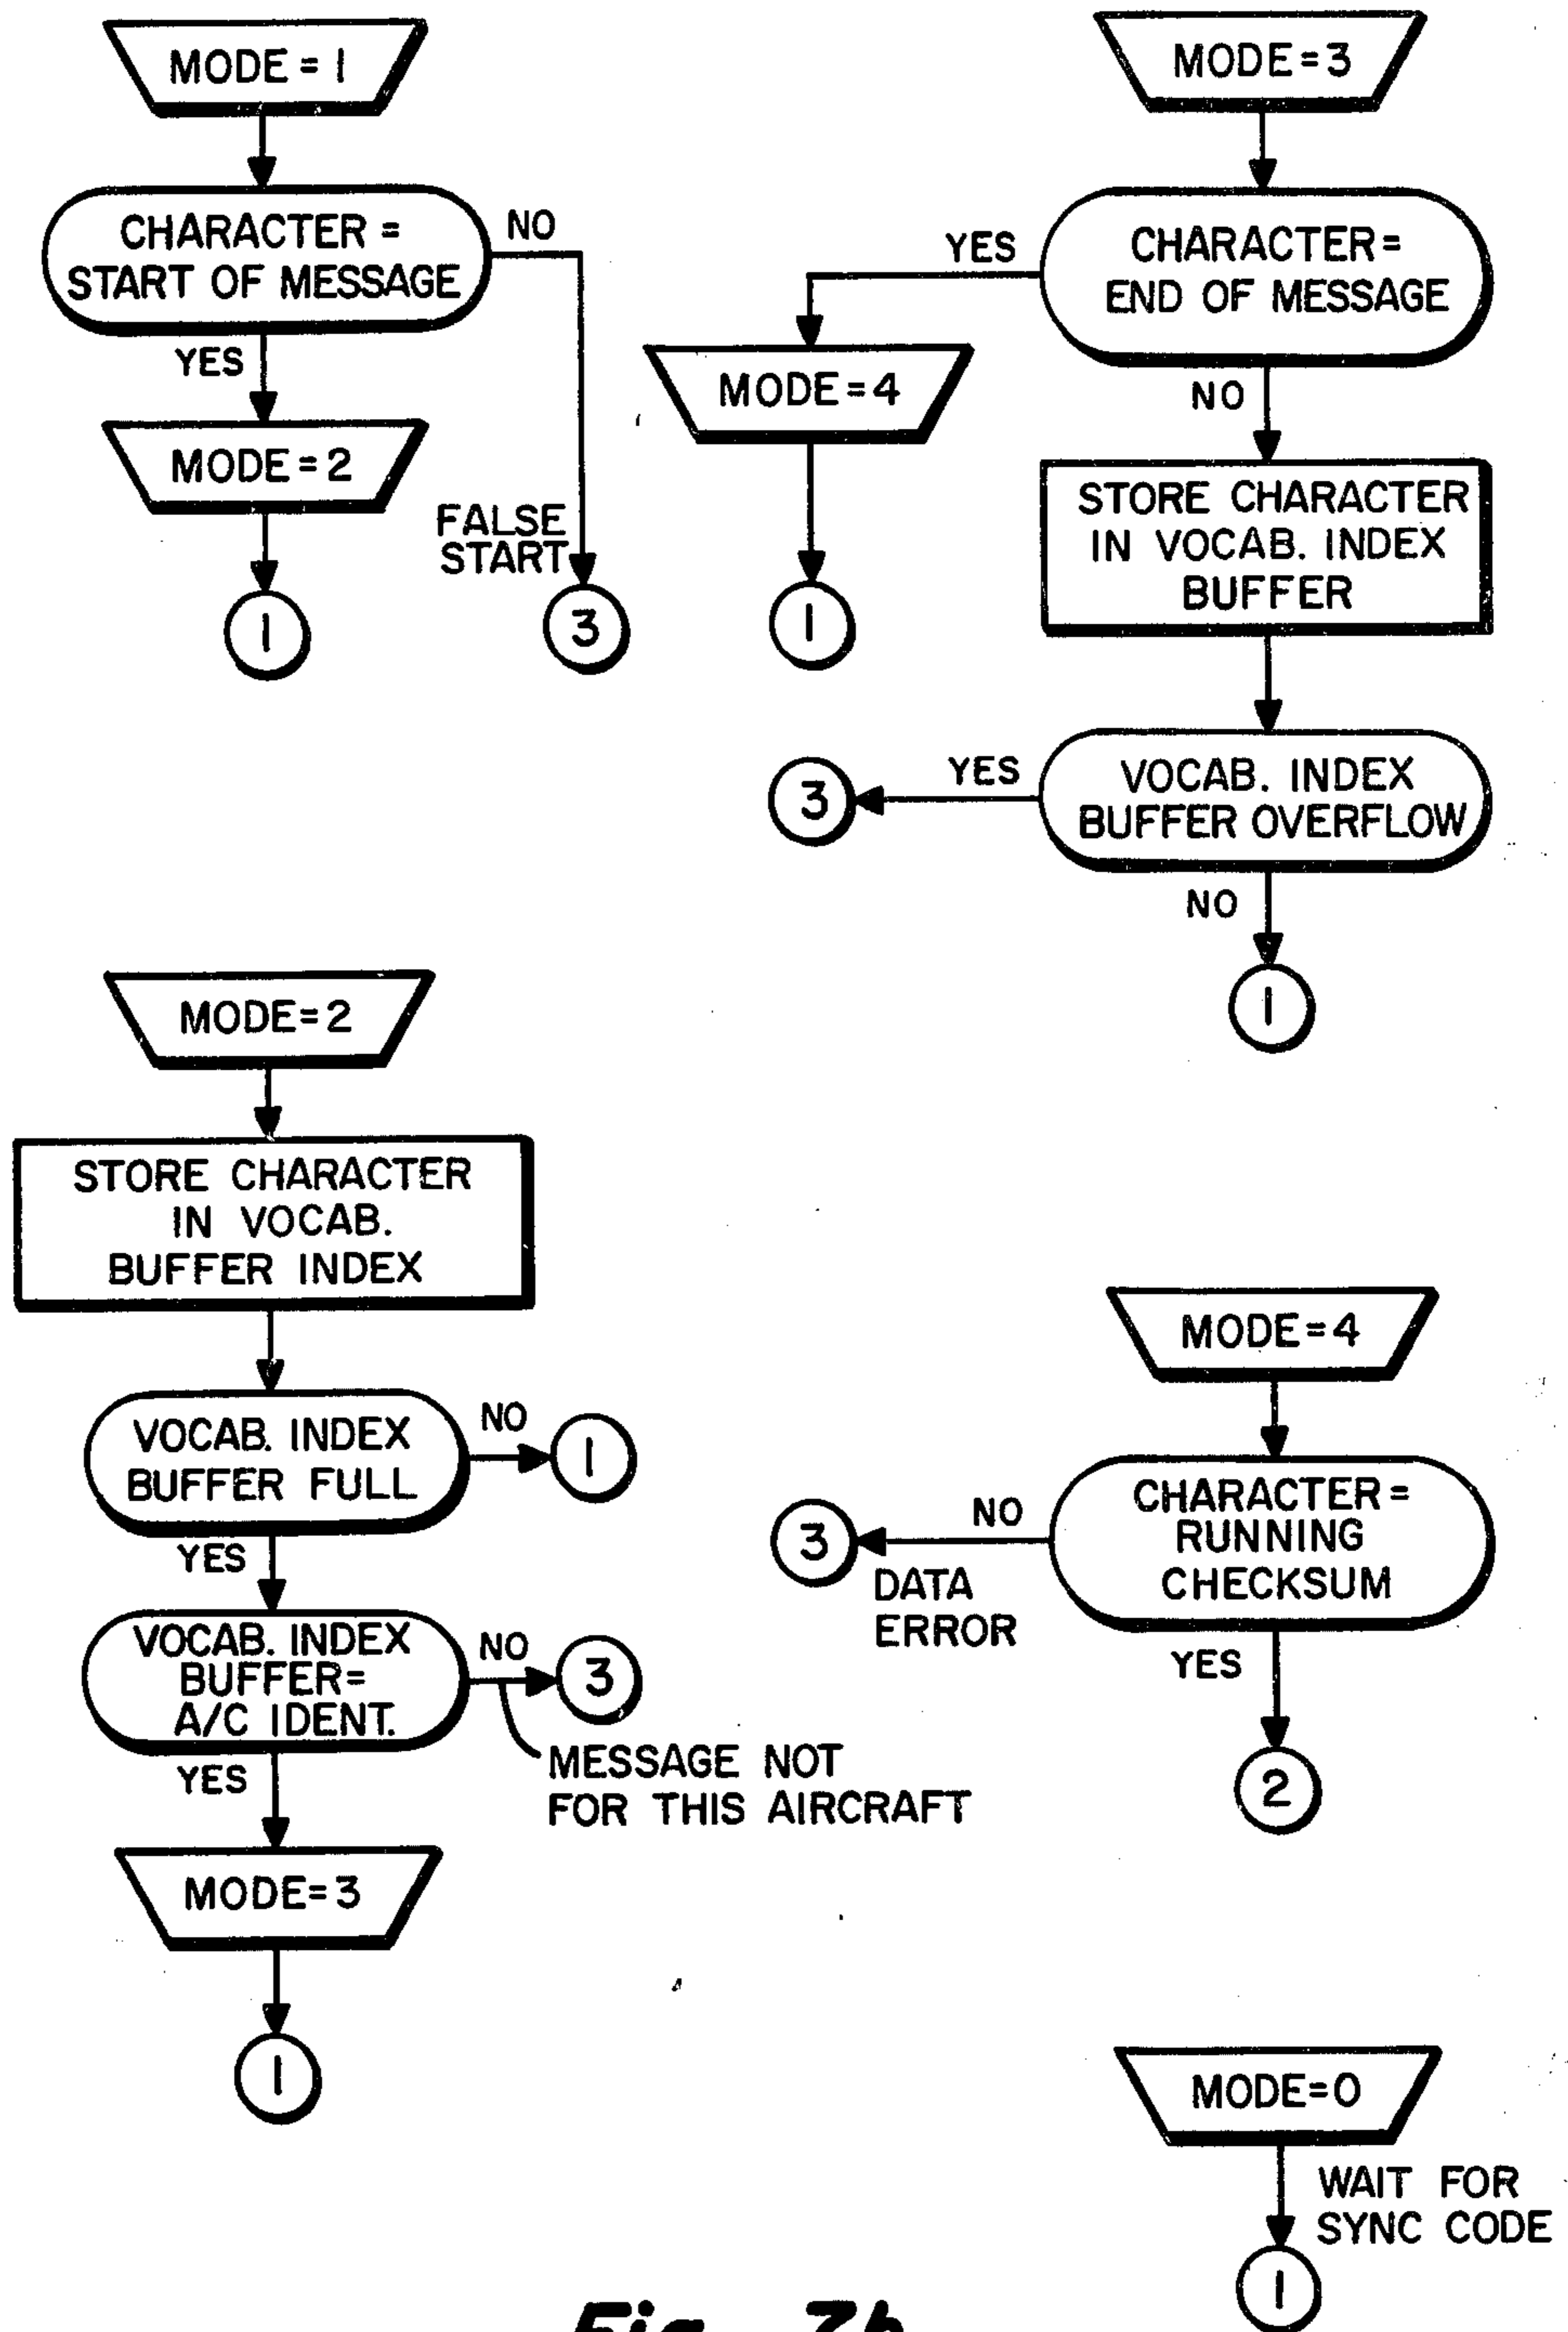 MODE = 1
CHARACTER =
START OF MESSAGE
NO
YES
MODE = 2
FALSE
START
1
3
MODE=3
CHARACTER=
END OF MESSAGE
YES
MODE=4
1
NO
STORE CHARACTER
IN VOCAB. INDEX
BUFFER
VOCAB. INDEX
BUFFER OVERFLOW
YES
3
NO
1
MODE=2
STORE CHARACTER
IN VOCAB.
BUFFER INDEX
VOCAB. INDEX
BUFFER FULL
NO
1
YES
VOCAB. INDEX
BUFFER=
A/C IDENT.
NO
3
MESSAGE NOT
FOR THIS AIRCRAFT
YES
MODE=3
1
MODE=4
CHARACTER=
RUNNING
CHECKSUM
NO
3
DATA
ERROR
YES
2
MODE=0
WAIT FOR
SYNC CODE
1